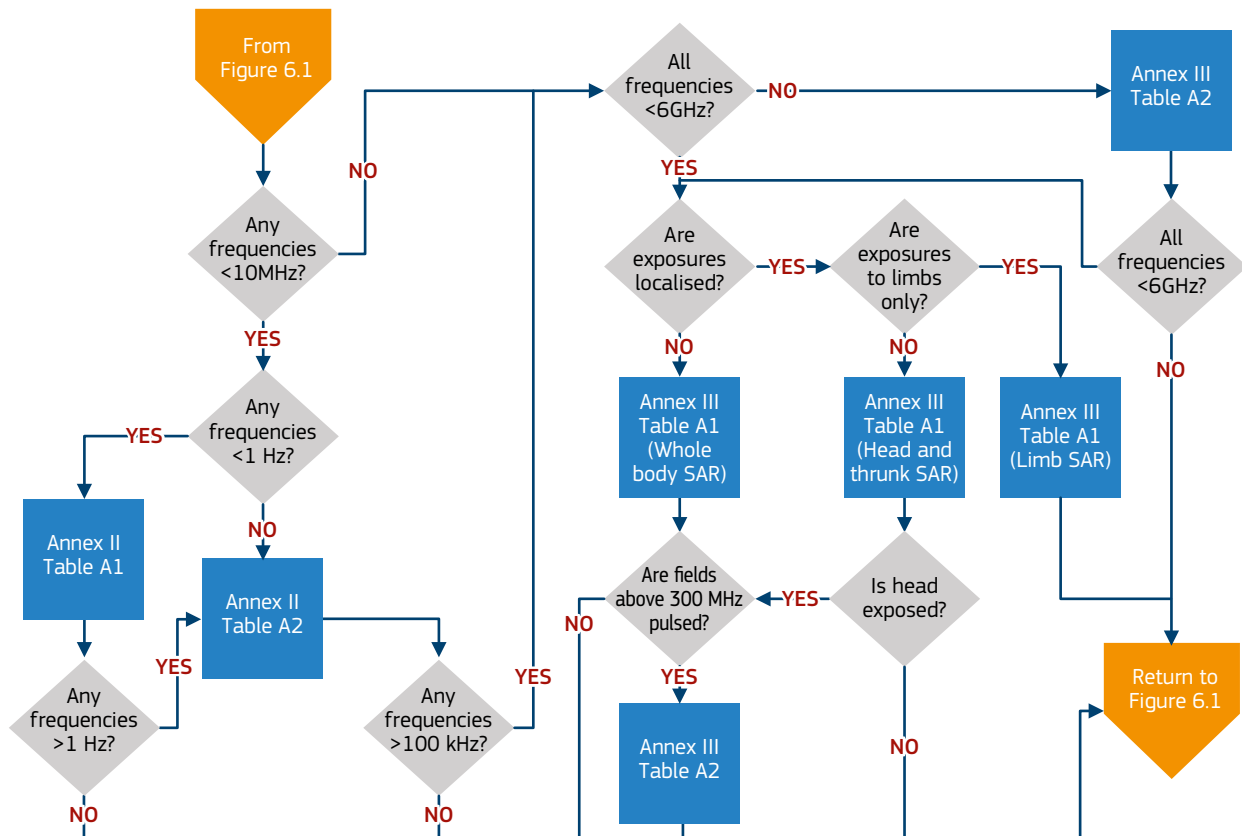 From
Figure 6.1
Any
frequencies
<10MHz?
NO
YES
Any
frequencies
<1 Hz?
YES
NO
Annex II
Table A1
Any
frequencies
>1 Hz?
YES
NO
Annex II
Table A2
Any
frequencies
>100 kHz?
YES
NO
All
frequencies
<6GHz?
NO
YES
Annex III
Table A2
All
frequencies
<6GHz?
NO
Are
exposures
localised?
YES
NO
Are
exposures
to limbs
only?
YES
NO
Annex III
Table A1
(Whole
body SAR)
Annex III
Table A1
(Head and
thrunk SAR)
Annex III
Table A1
(Limb SAR)
Are fields
above 300 MHz
pulsed?
NO
YES
Is head
exposed?
YES
NO
Annex III
Table A2
Return to
Figure 6.1